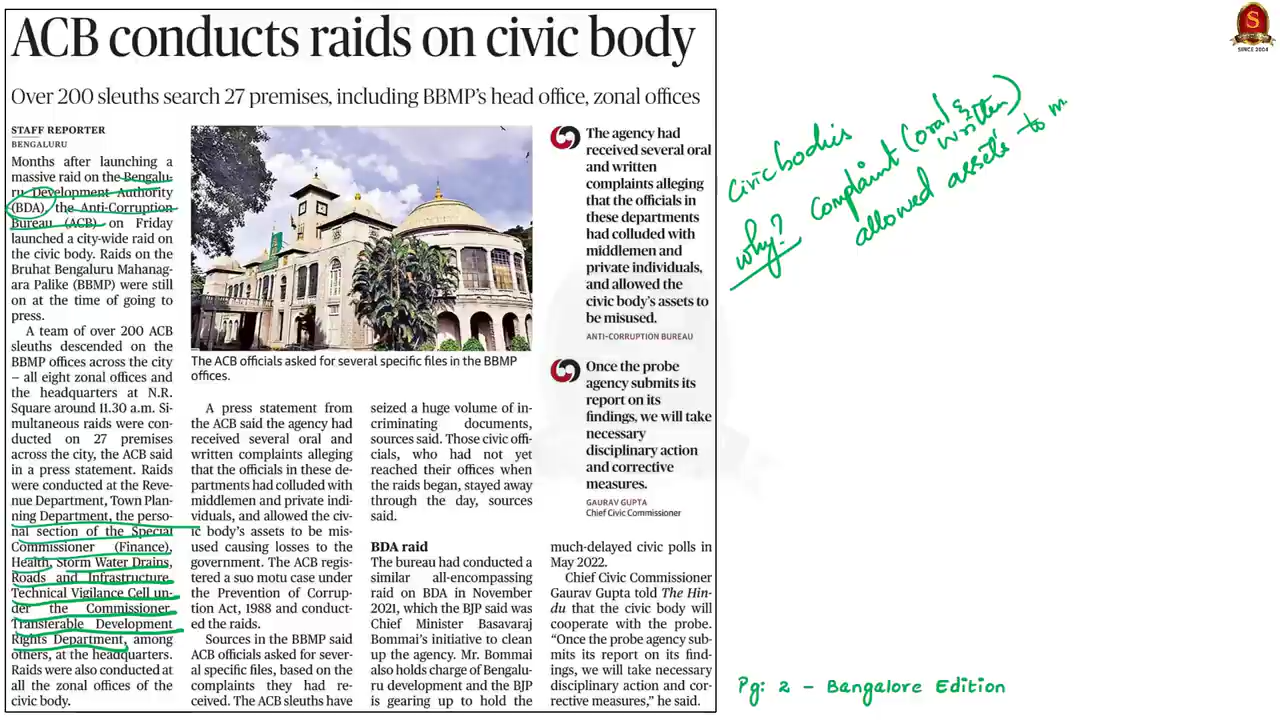 ACB conducts raids on civic body
Over 200 sleuths search 27 premises, including BBMP's head office, zonal offices
STAFF REPORTER
BENGALURU
Months after launching a
massive raid on the Bengalu-
ru Development Authority
(BDA), the Anti-Corruption
Bureau (ACB) on Friday
launched a city-wide raid on
the civic body. Raids on the
Bruhat Bengaluru Mahanag-
ara Palike (BBMP) were still
on at the time of going to
press.
A team of over 200 ACB
sleuths descended on the
BBMP offices across the city
– all eight zonal offices and
the headquarters at N.R.
Square around 11.30 a.m. Si-
multaneous raids were con-
ducted on 27 premises
across the city, the ACB said
in a press statement. Raids
were conducted at the Reve-
nue Department, Town Plan-
ning Department, the perso-
nal section of the Special
Commissioner (Finance),
Health, Storm Water Drains,
Roads and Infrastructure,
Technical Vigilance Cell un-
der the Commissioner,
Transferable Development
Rights Department, among
others, at the headquarters.
Raids were also conducted at
all the zonal offices of the
civic body.
The ACB officials asked for several specific files in the BBMP
offices.
A press statement from
the ACB said the agency had
received several oral and
written complaints alleging
that the officials in these de-
partments had colluded with
middlemen and private indi-
viduals, and allowed the civ-
ic body's assets to be mis-
used causing losses to the
government. The ACB regis-
tered a suo motu case under
the Prevention of Corrup-
tion Act, 1988 and conduct-
ed the raids.
Sources in the BBMP said
ACB officials asked for sever-
al specific files, based on the
complaints they had re-
ceived. The ACB sleuths have
seized a huge volume of in-
criminating documents,
sources said. Those civic offi-
cials, who had not yet
reached their offices when
the raids began, stayed away
through the day, sources
said.
BDA raid
The bureau had conducted a
similar all-encompassing
raid on BDA in November
2021, which the BJP said was
Chief Minister Basavaraj
Bommai's initiative to clean
up the agency. Mr. Bommai
also holds charge of Bengalu-
ru development and the BJP
is gearing up to hold the
much-delayed civic polls in
May 2022.
Chief Civic Commissioner
Gaurav Gupta told The Hin-
du that the civic body will
cooperate with the probe.
"Once the probe agency sub-
mits its report on its find-
ings, we will take necessary
disciplinary action and cor-
rective measures," he said.
The agency had
received several oral
and written
complaints alleging
that the officials in
these departments
had colluded with
middlemen and
private individuals,
and allowed the
civic body's assets to
be misused.
ANTI-CORRUPTION BUREAU
Once the probe
agency submits its
report on its
findings, we will take
necessary
disciplinary action
and corrective
measures.
GAURAV GUPTA
Chief Civic Commissioner
civic bodies
why? Complaint (oral & written)
allowed assets to m
Pg: 2 - Bangalore Edition
S
SINCE 2004